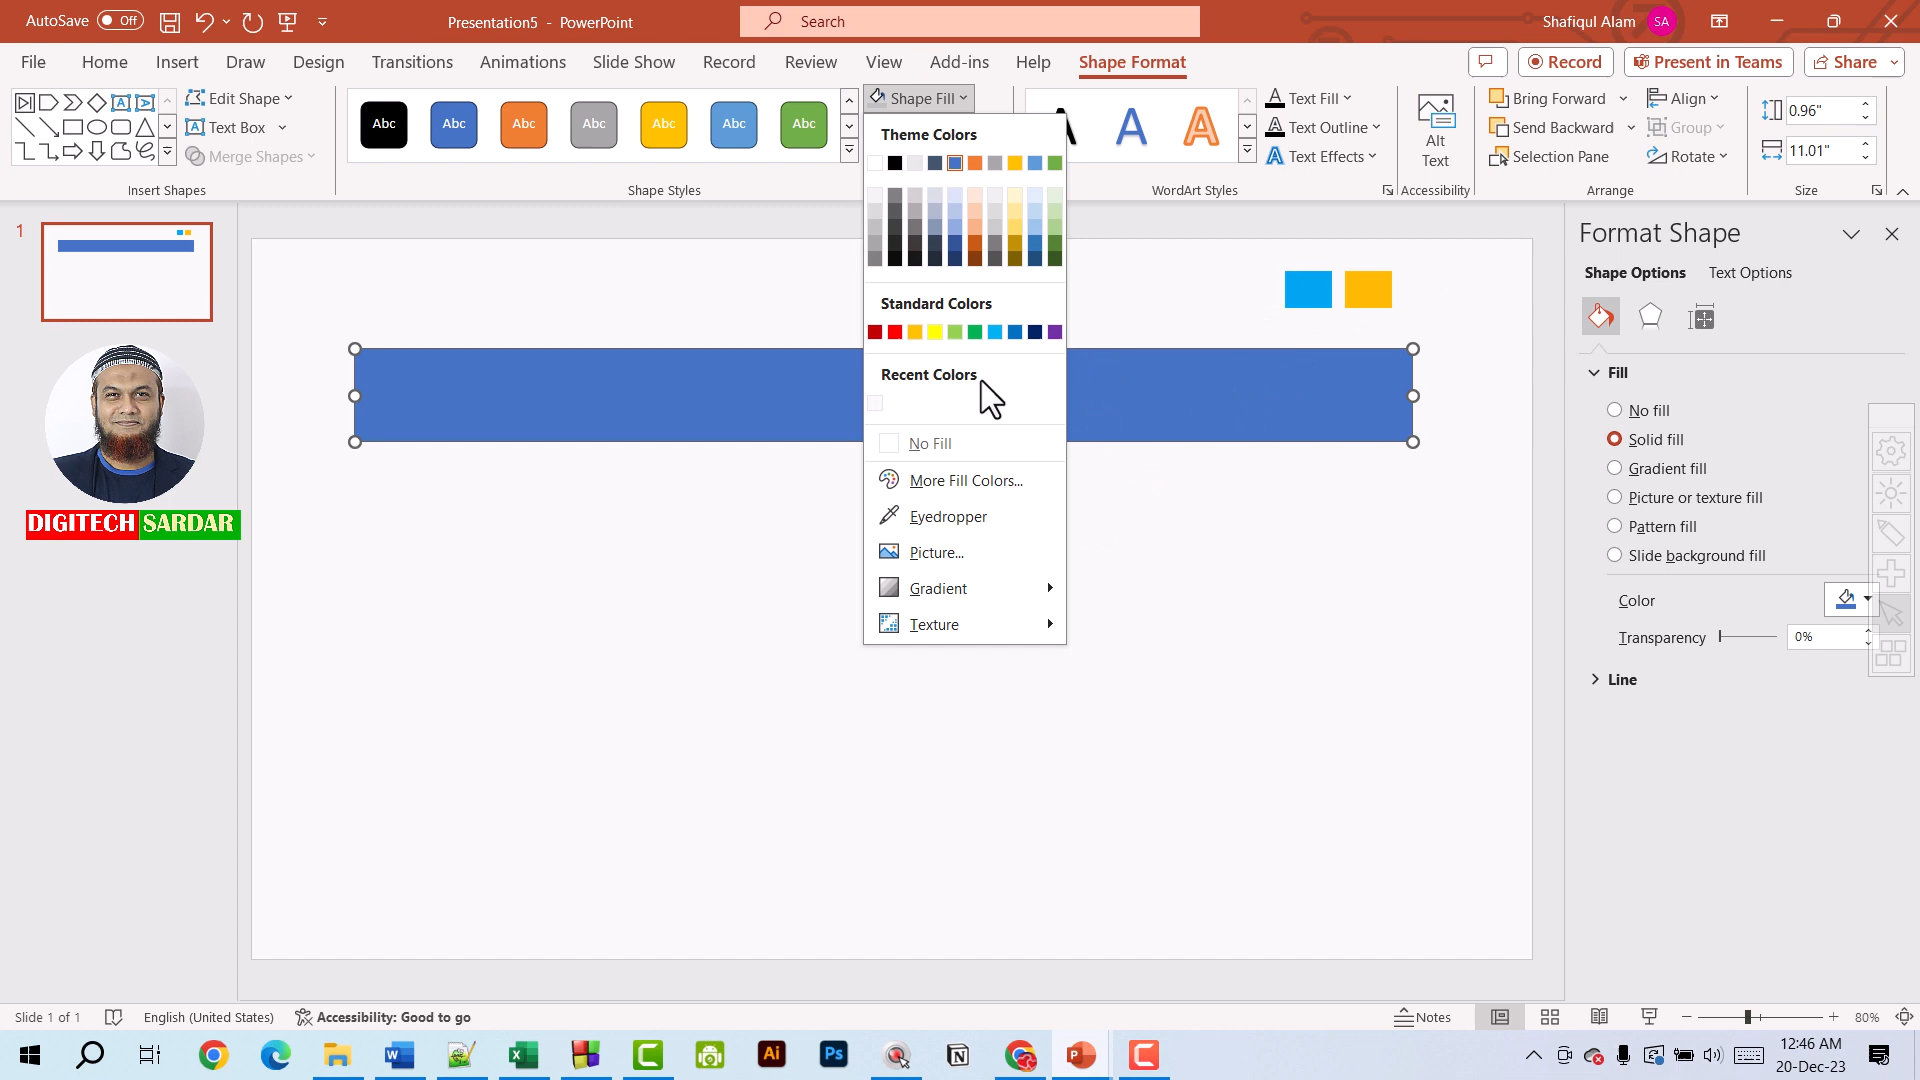 AutoSave Off
Presentation5 - PowerPoint
Search
Shafiqul Alam SA
File Home Insert Draw Design Transitions Animations Slide Show Record Review View Add-ins Help Shape Format
Record Present in Teams Share
Edit Shape
Text Box
Merge Shapes
Insert Shapes
Abc Abc Abc Abc Abc Abc Abc
Shape Styles
Shape Fill
Theme Colors
Standard Colors
Recent Colors
No Fill
More Fill Colors...
Eyedropper
Picture...
Gradient
Texture
A A A
WordArt Styles
Text Fill
Text Outline
Text Effects
Alt
Text
Accessibility
Bring Forward
Send Backward
Selection Pane
Align
Group
Rotate
Arrange
0.96"
11.01"
Size
1
DIGITECH SARDAR
Format Shape
Shape Options Text Options
Fill
No fill
Solid fill
Gradient fill
Picture or texture fill
Pattern fill
Slide background fill
Color
Transparency 0%
Line
Slide 1 of 1 English (United States) Accessibility: Good to go
Notes 80%
Ai Ps
12:46 AM
20-Dec-23